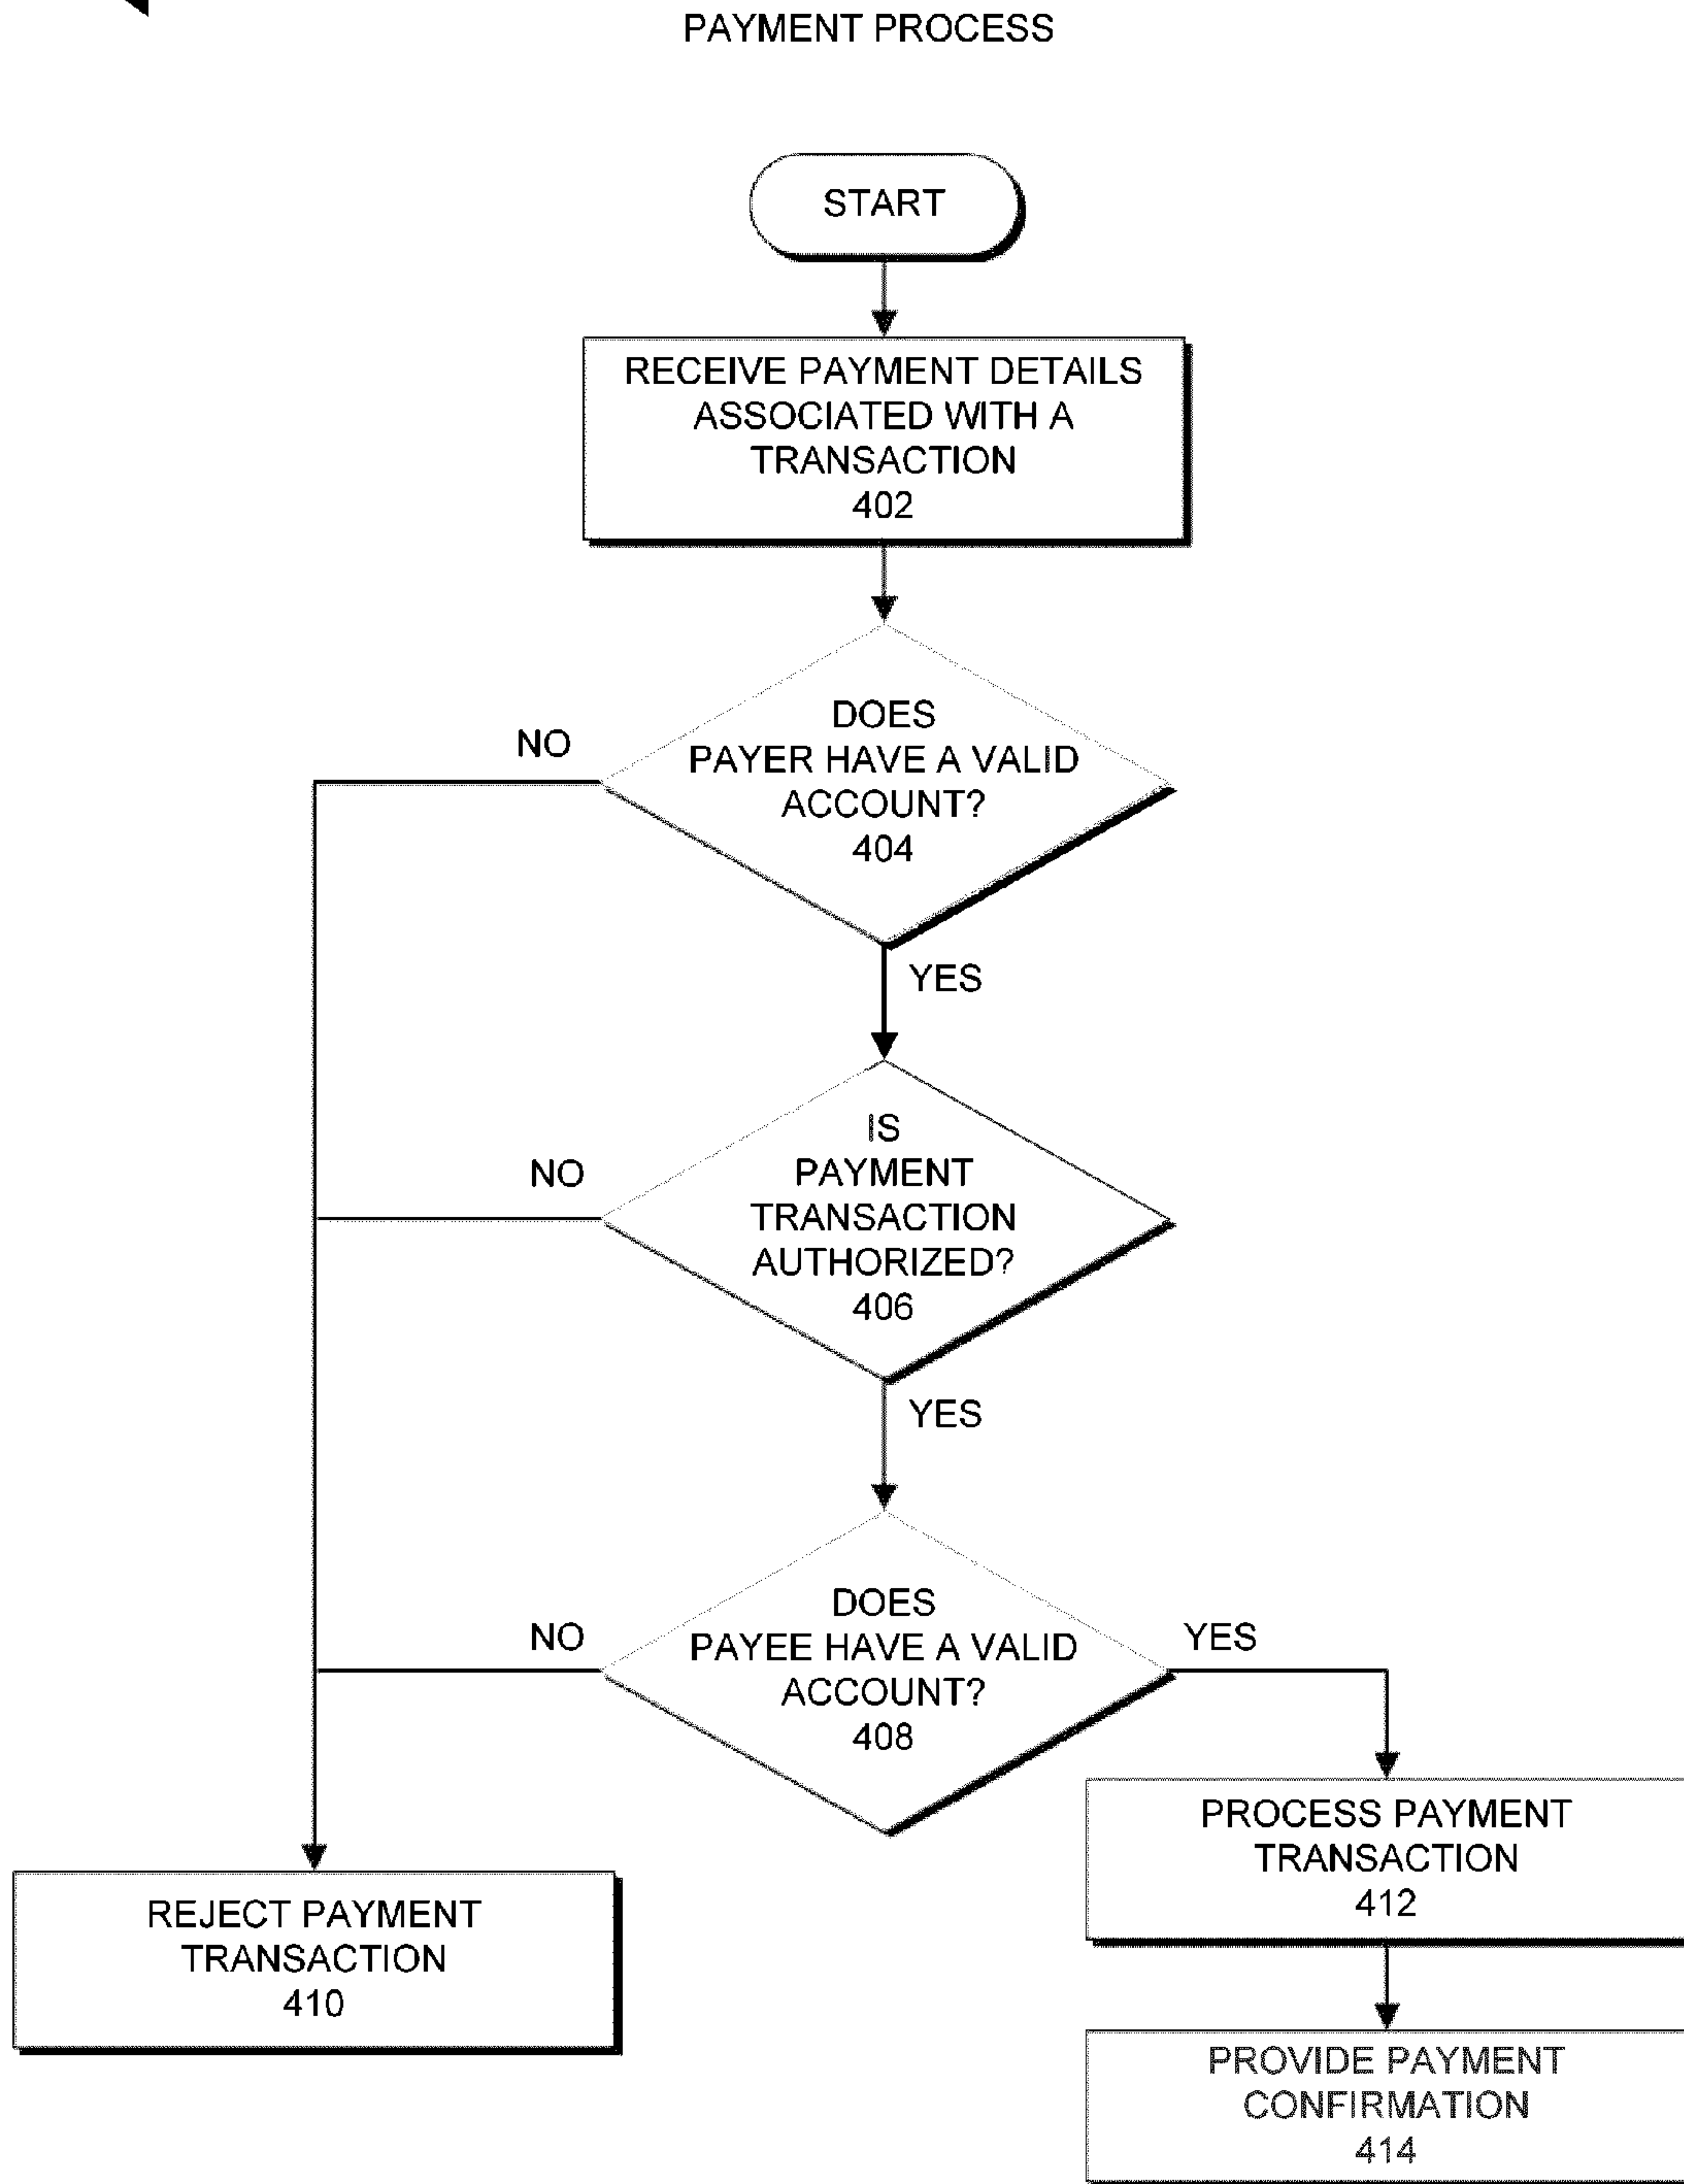 PAYMENT PROCESS
START
RECEIVE PAYMENT DETAILS
ASSOCIATED WITH A
TRANSACTION
402
DOES
PAYER HAVE A VALID
ACCOUNT?
404
NO
YES
IS
PAYMENT
TRANSACTION
AUTHORIZED?
406
NO
YES
DOES
PAYEE HAVE A VALID
ACCOUNT?
408
NO
YES
PROCESS PAYMENT
TRANSACTION
412
REJECT PAYMENT
TRANSACTION
410
PROVIDE PAYMENT
CONFIRMATION
414